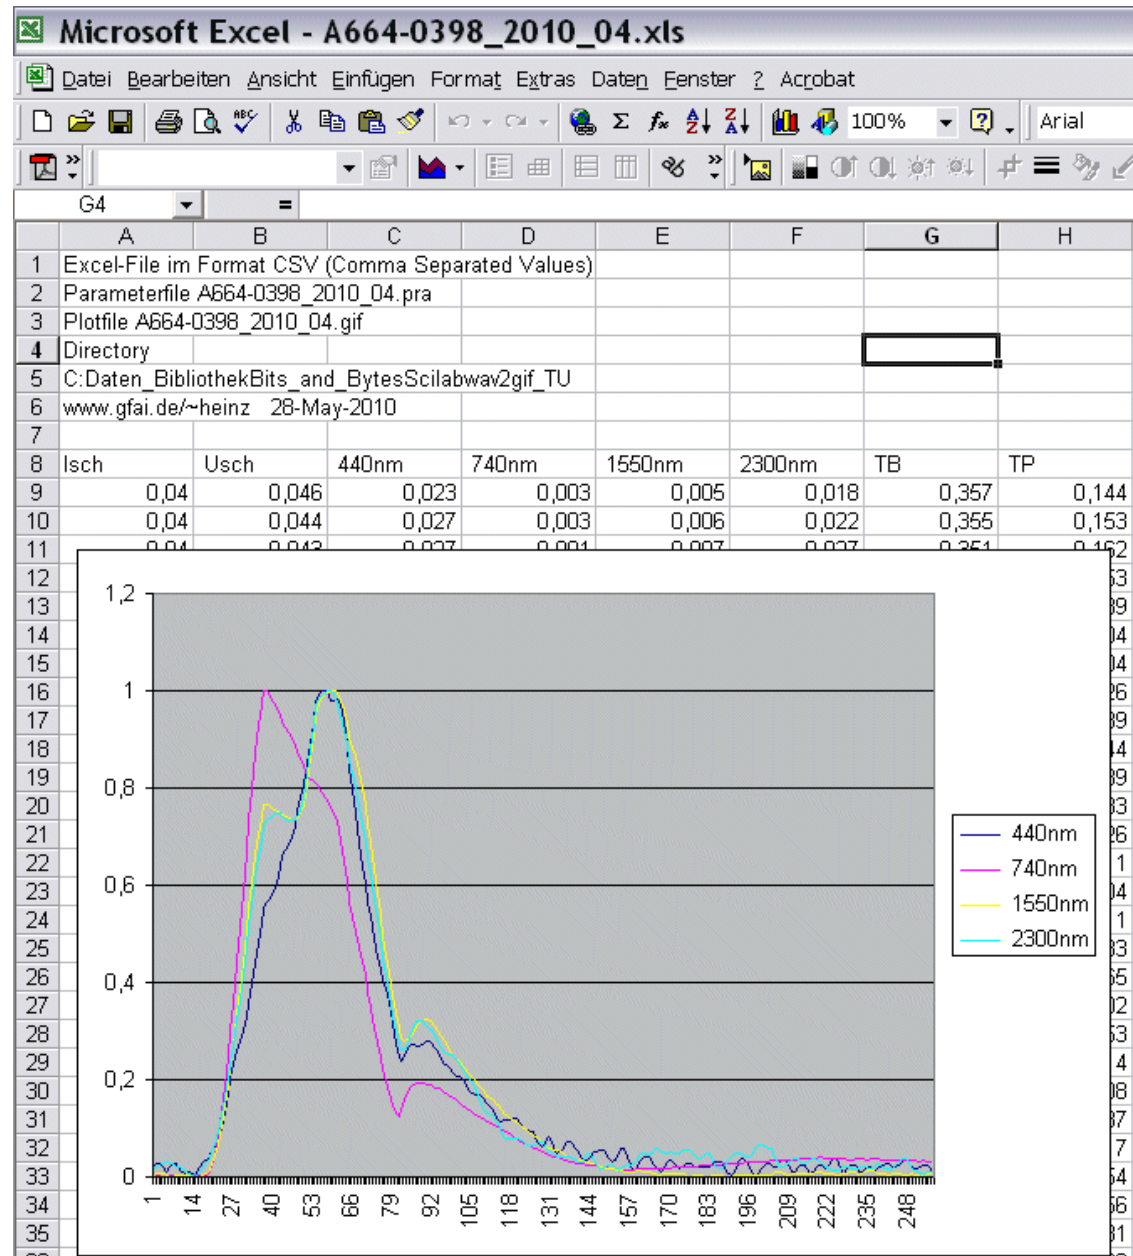 Microsoft Excel - A664-0398_2010_04.xls
Datei Bearbeiten Ansicht Einfügen Format Extras Daten Fenster ? Acrobat
100% Arial
G4 =
A B C D E F G H
1 Excel-File im Format CSV (Comma Separated Values)
2 Parameterfile A664-0398_2010_04.pra
3 Plotfile A664-0398_2010_04.gif
4 Directory
5 C:Daten_BibliothekBits_and_BytesScilabwav2gif_TU
6 www.gfai.de/~heinz 28-May-2010
7
8 Isch Usch 440nm 740nm 1550nm 2300nm TB TP
9 0,04 0,046 0,023 0,003 0,005 0,018 0,357 0,144
10 0,04 0,044 0,027 0,003 0,006 0,022 0,355 0,153
11
12
13
14
15
16
17
18
19
20
21
22
23
24
25
26
27
28
29
30
31
32
33
34
35
1,2
1
0,8
0,6
0,4
0,2
0
1 14 27 40 53 66 79 92 105 118 131 144 157 170 183 196 209 222 235 248
440nm
740nm
1550nm
2300nm